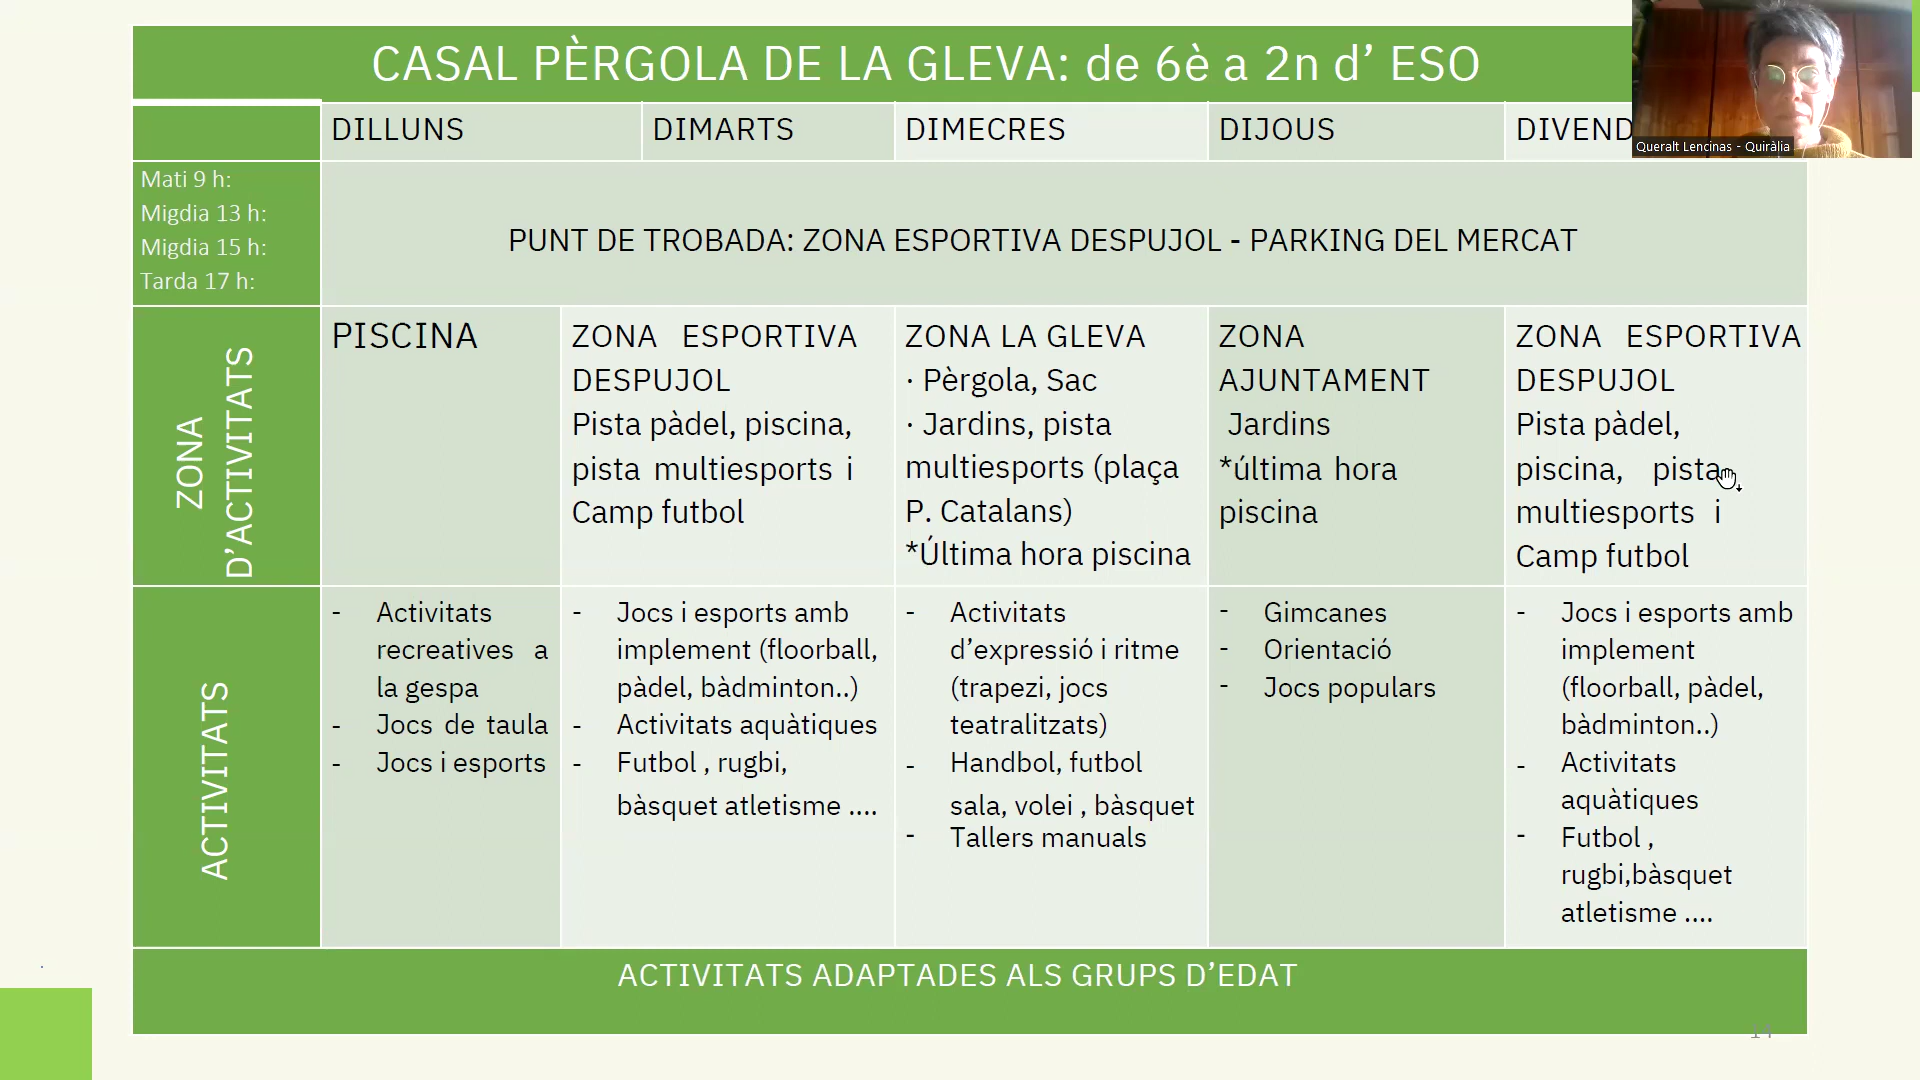 CASAL PÈRGOLA DE LA GLEVA: de 6è a 2n d’ ESO
Queralt Lencinas - Quiràlia
DILLUNS
DIMARTS
DIMECRES
DIJOUS
DIVEND
Mati 9 h:
Migdia 13 h:
Migdia 15 h:
Tarda 17 h:
PUNT DE TROBADA: ZONA ESPORTIVA DESPUJOL - PARKING DEL MERCAT
ZONA
D’ACTIVITATS
PISCINA
ZONA ESPORTIVA
DESPUJOL
Pista pàdel, piscina,
pista multiesports i
Camp futbol
ZONA LA GLEVA
· Pèrgola, Sac
· Jardins, pista
multiesports (plaça
P. Catalans)
*Última hora piscina
ZONA
AJUNTAMENT
Jardins
*última hora
piscina
ZONA ESPORTIVA
DESPUJOL
Pista pàdel,
piscina, pista
multiesports i
Camp futbol
ACTIVITATS
- Activitats
recreatives a
la gespa
- Jocs de taula
- Jocs i esports
- Jocs i esports amb
implement (floorball,
pàdel, bàdminton..)
- Activitats aquàtiques
- Futbol , rugbi,
bàsquet atletisme ....
- Activitats
d’expressió i ritme
(trapezi, jocs
teatralitzats)
- Handbol, futbol
sala, volei , bàsquet
- Tallers manuals
- Gimcanes
- Orientació
- Jocs populars
- Jocs i esports amb
implement
(floorball, pàdel,
bàdminton..)
- Activitats
aquàtiques
- Futbol ,
rugbi,bàsquet
atletisme ....
ACTIVITATS ADAPTADES ALS GRUPS D’EDAT
.
14